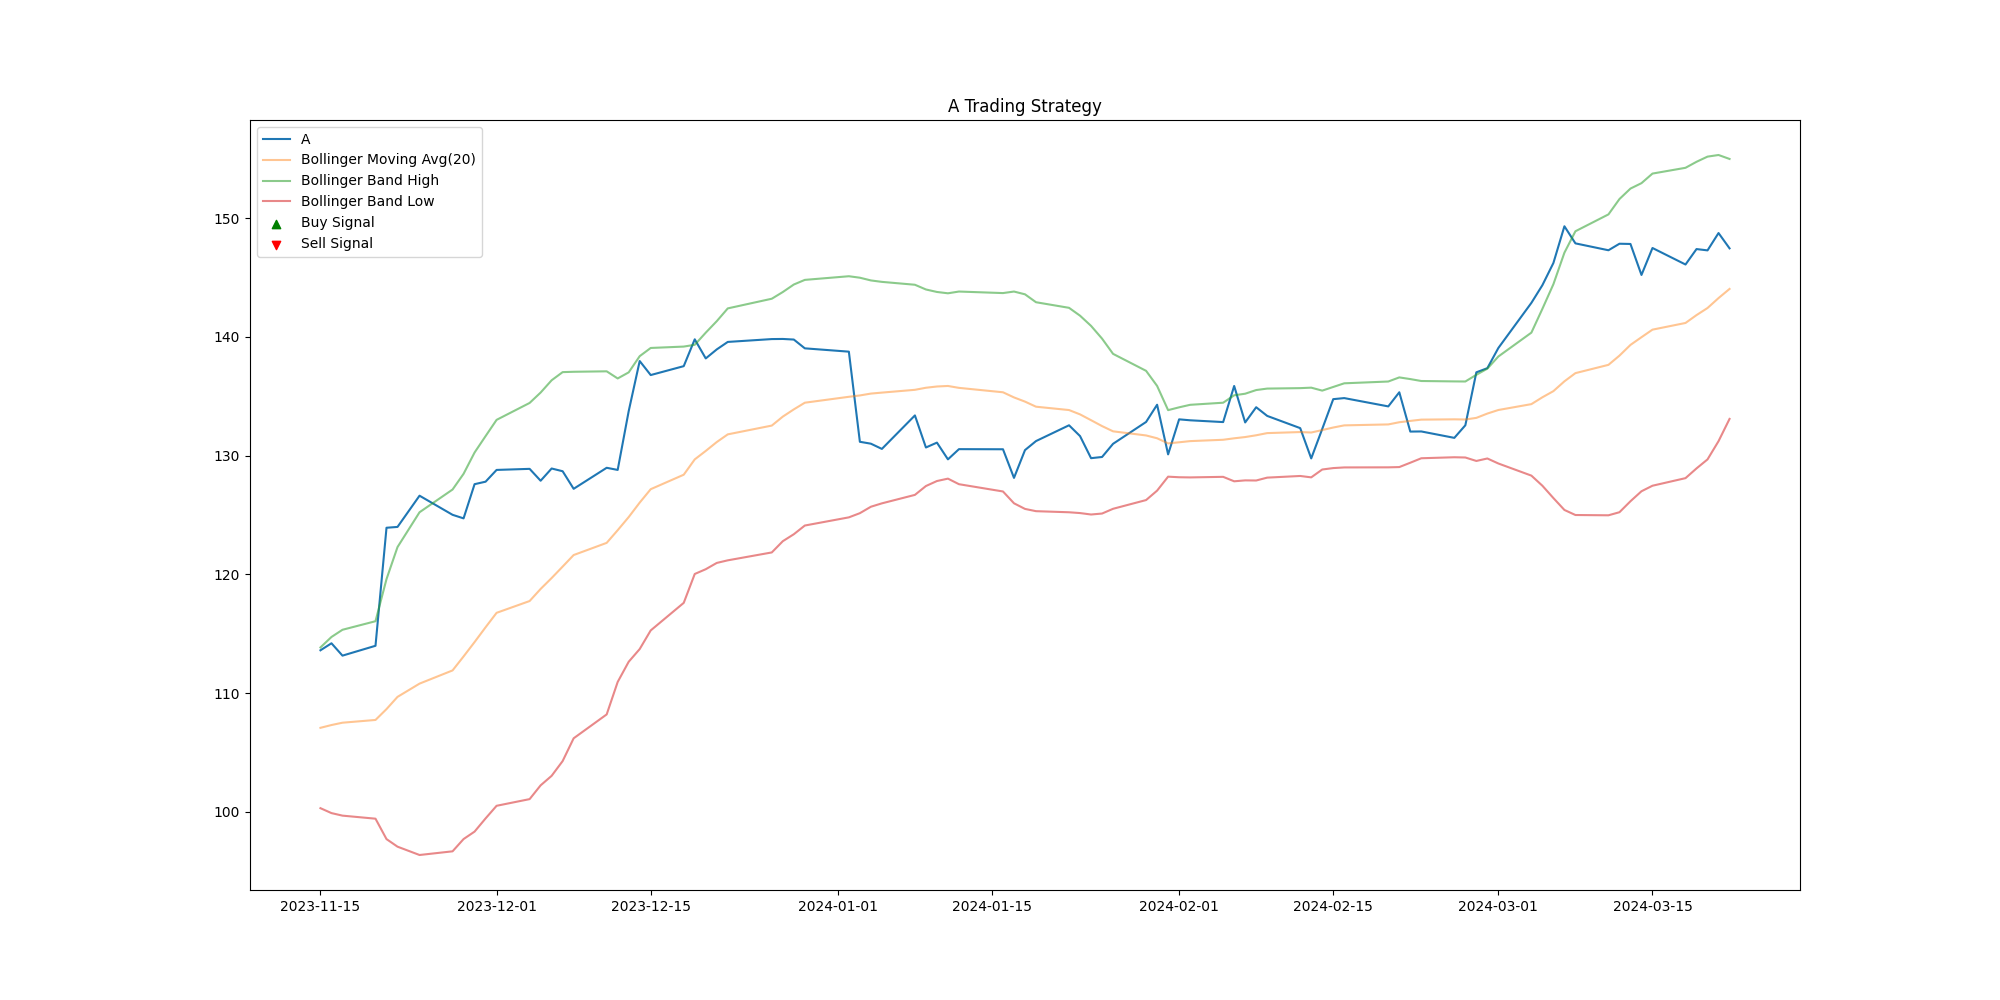 A Trading Strategy
A
Bollinger Moving Avg(20)
Bollinger Band High
Bollinger Band Low
Buy Signal
Sell Signal
150
140
130
120
110
100
2023-11-15 2023-12-01 2023-12-15 2024-01-01 2024-01-15 2024-02-01 2024-02-15 2024-03-01 2024-03-15